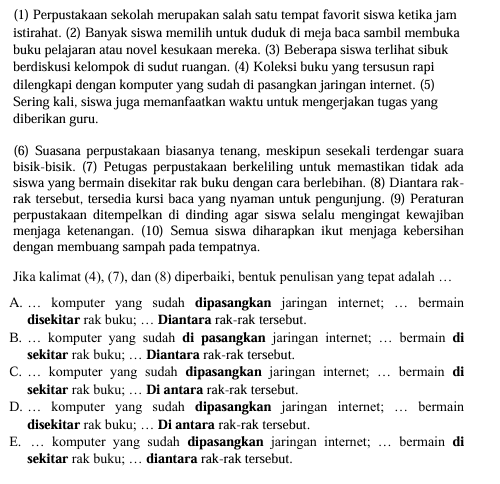 (1) Perpustakaan sekolah merupakan salah satu tempat favorit siswa ketika jam
istirahat. (2) Banyak siswa memilih untuk duduk di meja baca sambil membuka
buku pelajaran atau novel kesukaan mereka. (3) Beberapa siswa terlihat sibuk
berdiskusi kelompok di sudut ruangan. (4) Koleksi buku yang tersusun rapi
dilengkapi dengan komputer yang sudah di pasangkan jaringan internet. (5)
Sering kali, siswa juga memanfaatkan waktu untuk mengerjakan tugas yang
diberikan guru.
(6) Suasana perpustakaan biasanya tenang, meskipun sesekali terdengar suara
bisik-bisik. (7) Petugas perpustakaan berkeliling untuk memastikan tidak ada
siswa yang bermain disekitar rak buku dengan cara berlebihan. (8) Diantara rak-
rak tersebut, tersedia kursi baca yang nyaman untuk pengunjung. (9) Peraturan
perpustakaan ditempelkan di dinding agar siswa selalu mengingat kewajiban
menjaga ketenangan. (10) Semua siswa diharapkan ikut menjaga kebersihan
dengan membuang sampah pada tempatnya.
Jika kalimat (4), (7), dan (8) diperbaiki, bentuk penulisan yang tepat adalah …
A. … komputer yang sudah dipasangkan jaringan internet; … bermain
disekitar rak buku; … Diantara rak-rak tersebut.
B. … komputer yang sudah di pasangkan jaringan internet; … bermain di
sekitar rak buku; … Diantara rak-rak tersebut.
C. … komputer yang sudah dipasangkan jaringan internet; … bermain di
sekitar rak buku; … Di antara rak-rak tersebut.
D. … komputer yang sudah dipasangkan jaringan internet; … bermain
disekitar rak buku; … Di antara rak-rak tersebut.
E. … komputer yang sudah dipasangkan jaringan internet; … bermain di
sekitar rak buku; … diantara rak-rak tersebut.